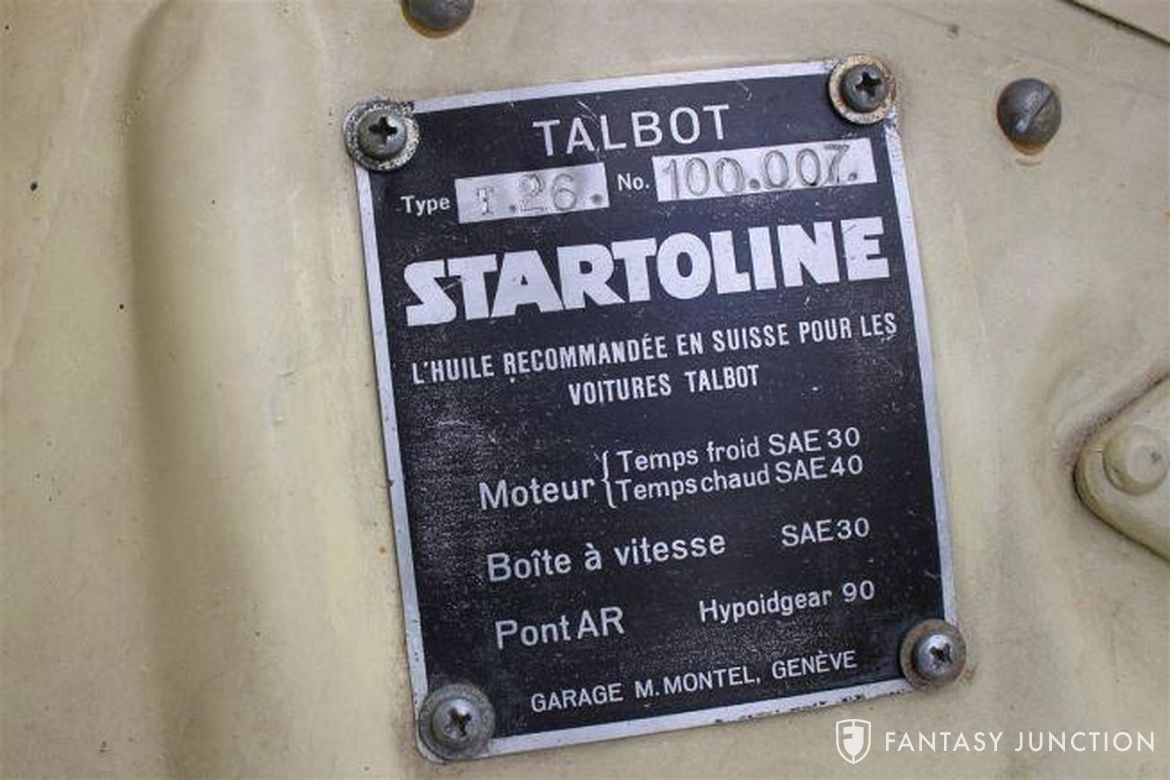 TALBOT
Type T.26. No. 100.007.
STARTOLINE
L'HUILE RECOMMANDÉE EN SUISSE POUR LES
VOITURES TALBOT
Moteur { Temps froid SAE 30
Temps chaud SAE 40
Boîte à vitesse SAE 30
Pont AR Hypoidgear 90
GARAGE M. MONTEL, GENÈVE
FANTASY JUNCTION